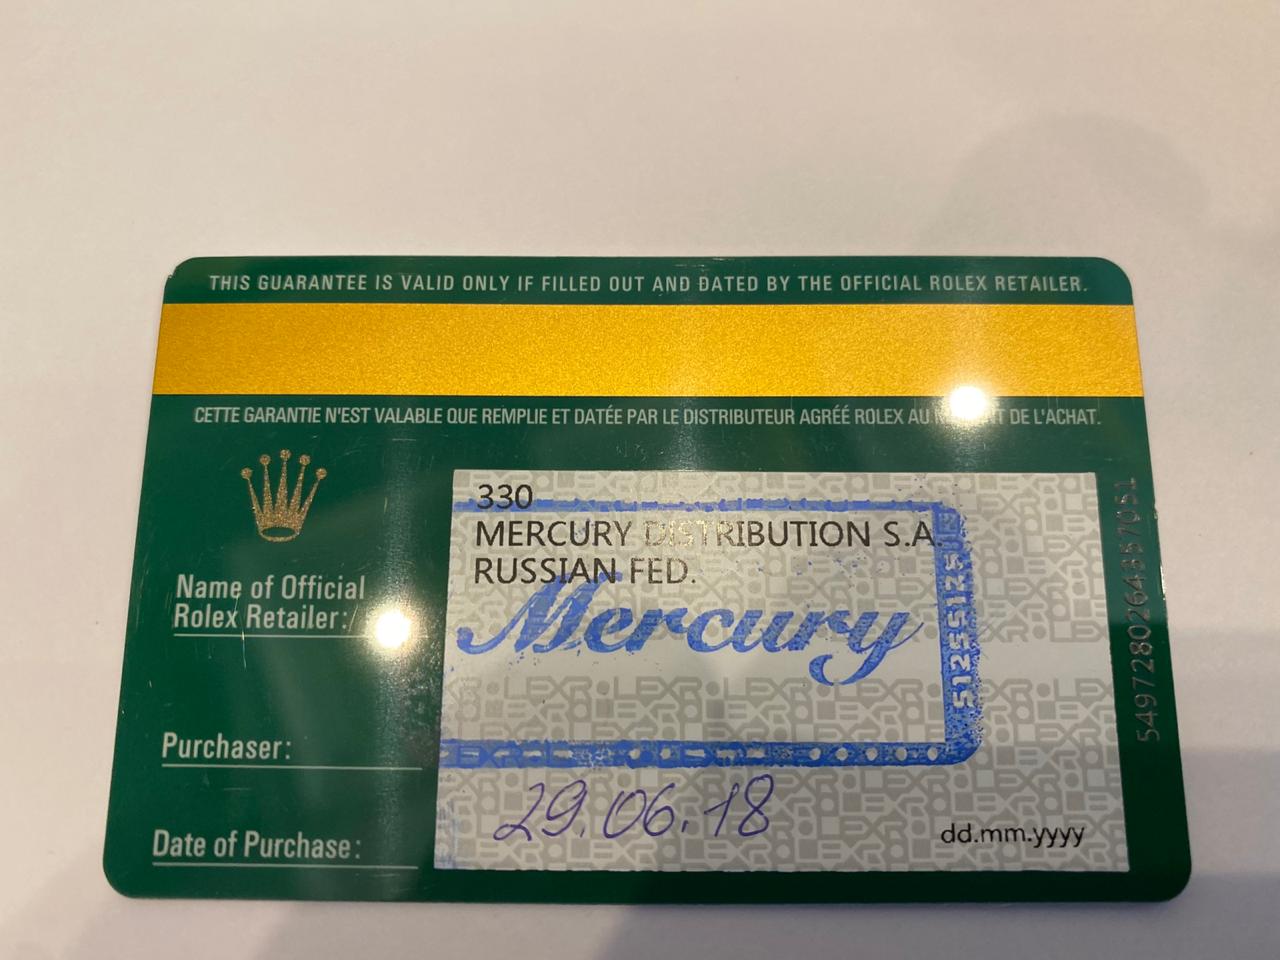 THIS GUARANTEE IS VALID ONLY IF FILLED OUT AND DATED BY THE OFFICIAL ROLEX RETAILER.
CETTE GARANTIE N'EST VALABLE QUE REMPLIE ET DATÉE PAR LE DISTRIBUTEUR AGRÉÉ ROLEX AU DE L'ACHAT.
330
MERCURY DISTRIBUTION S.A.
RUSSIAN FED.
Mercury
Name of Official
Rolex Retailer:
Purchaser:
Date of Purchase:
29.06.18
dd.mm.yyyy